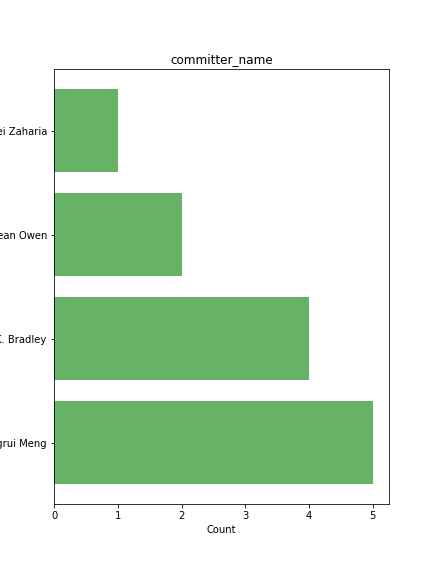 committer_name
ei Zaharia
ean Owen
K. Bradley
grui Meng
0 1 2 3 4 5
Count